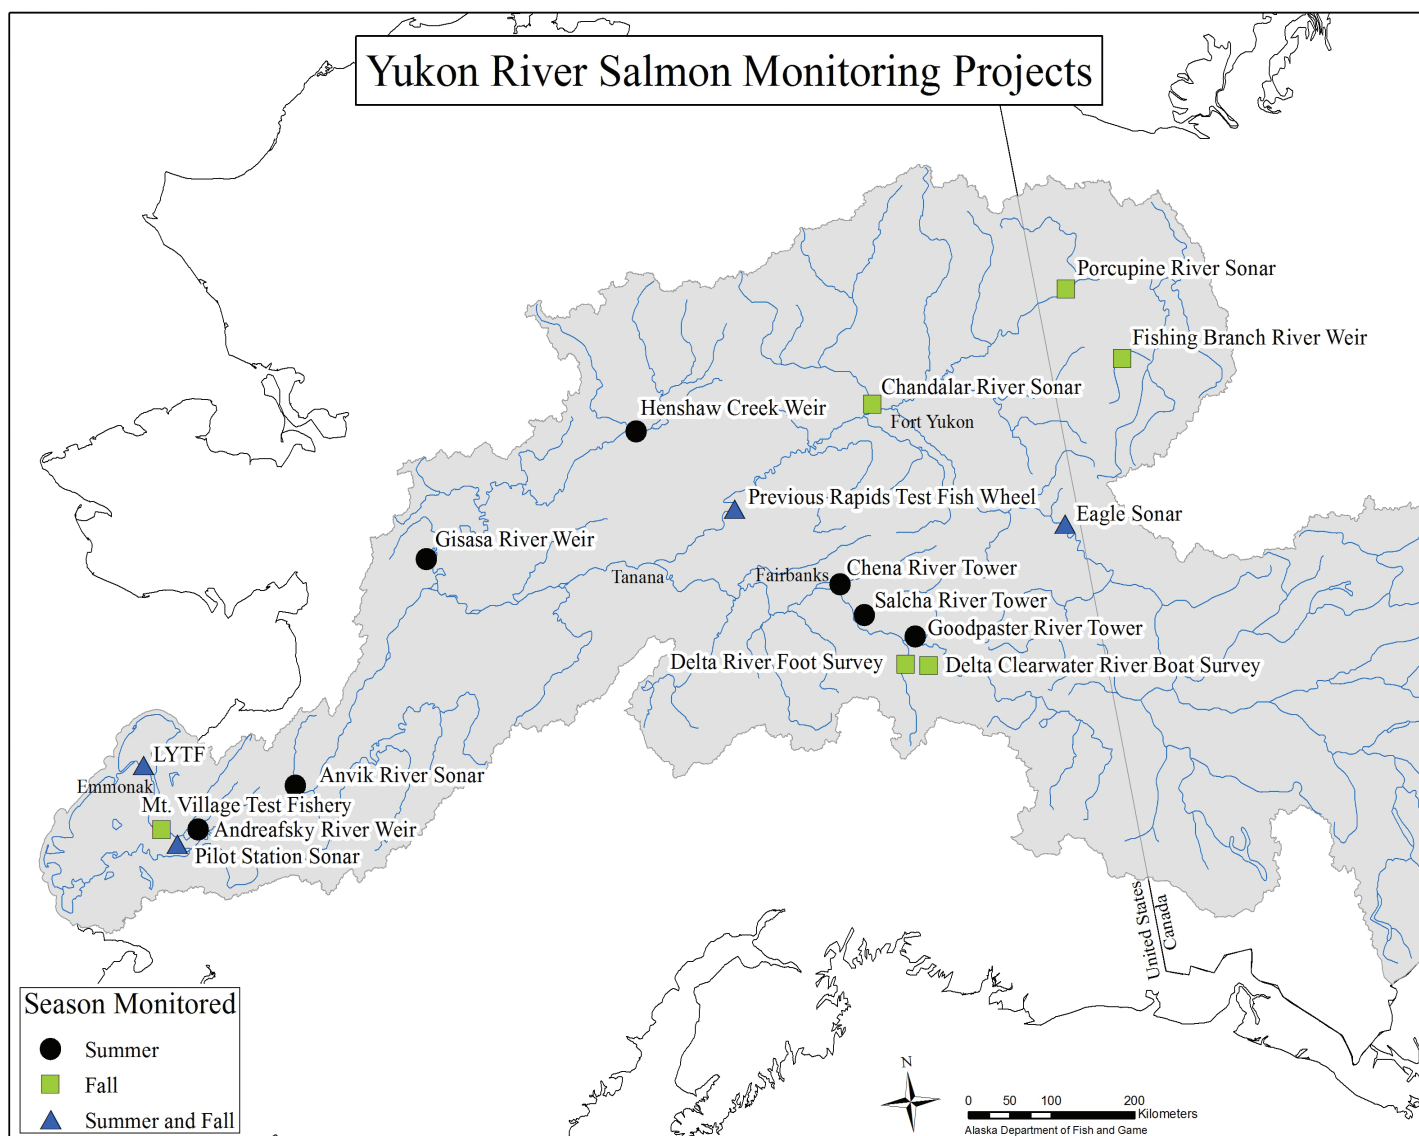 Yukon River Salmon Monitoring Projects
Porcupine River Sonar
Fishing Branch River Weir
Chandalar River Sonar
Henshaw Creek Weir
Fort Yukon
Previous Rapids Test Fish Wheel
Eagle Sonar
Gisasa River Weir
Tanana
Fairbanks
Chena River Tower
Salcha River Tower
Goodpaster River Tower
Delta River Foot Survey
Delta Clearwater River Boat Survey
LYTF
Emmonak
Anvik River Sonar
Mt. Village Test Fishery
Andreafsky River Weir
Pilot Station Sonar
United States
Canada
Season Monitored
Summer
Fall
Summer and Fall
N
0 50 100 200
Kilometers
Alaska Department of Fish and Game